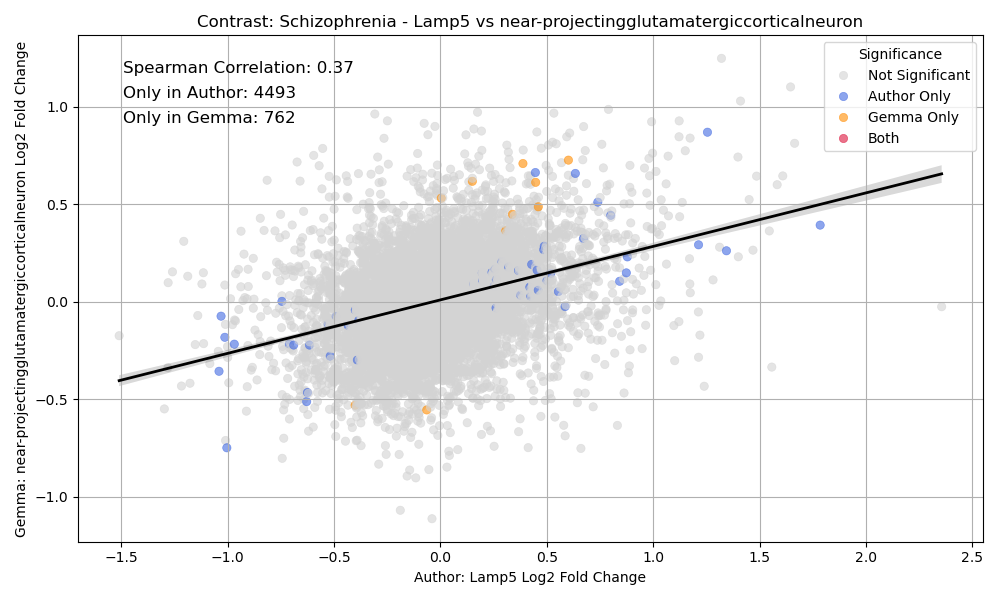 Contrast: Schizophrenia - Lamp5 vs near-projectingglutamatergiccorticalneuron
Spearman Correlation: 0.37
Only in Author: 4493
Only in Gemma: 762
Significance
Not Significant
Author Only
Gemma Only
Both
Gemma: near-projectingglutamatergiccorticalneuron Log2 Fold Change
1.0
0.5
0.0
−0.5
−1.0
−1.5 −1.0 −0.5 0.0 0.5 1.0 1.5 2.0 2.5
Author: Lamp5 Log2 Fold Change